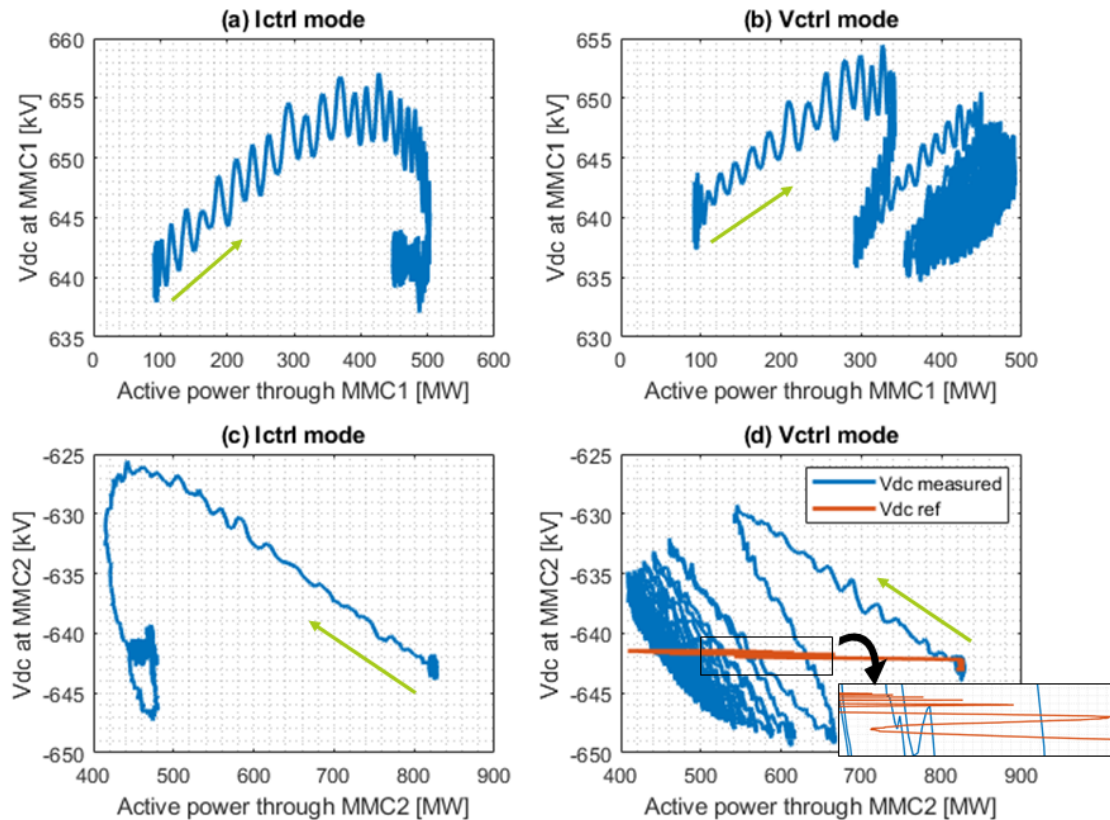 (a) Ictrl mode
660
655
650
645
640
635
Vdc at MMC1 [kV]
0 100 200 300 400 500 600
Active power through MMC1 [MW]
(b) Vctrl mode
655
650
645
640
635
630
Vdc at MMC1 [kV]
0 100 200 300 400 500
Active power through MMC1 [MW]
(c) Ictrl mode
-625
-630
-635
-640
-645
-650
Vdc at MMC2 [kV]
400 500 600 700 800 900
Active power through MMC2 [MW]
(d) Vctrl mode
-625
-630
-635
-640
-645
-650
Vdc at MMC2 [kV]
Vdc measured
Vdc ref
400 500 600 700 800 900
Active power through MMC2 [MW]